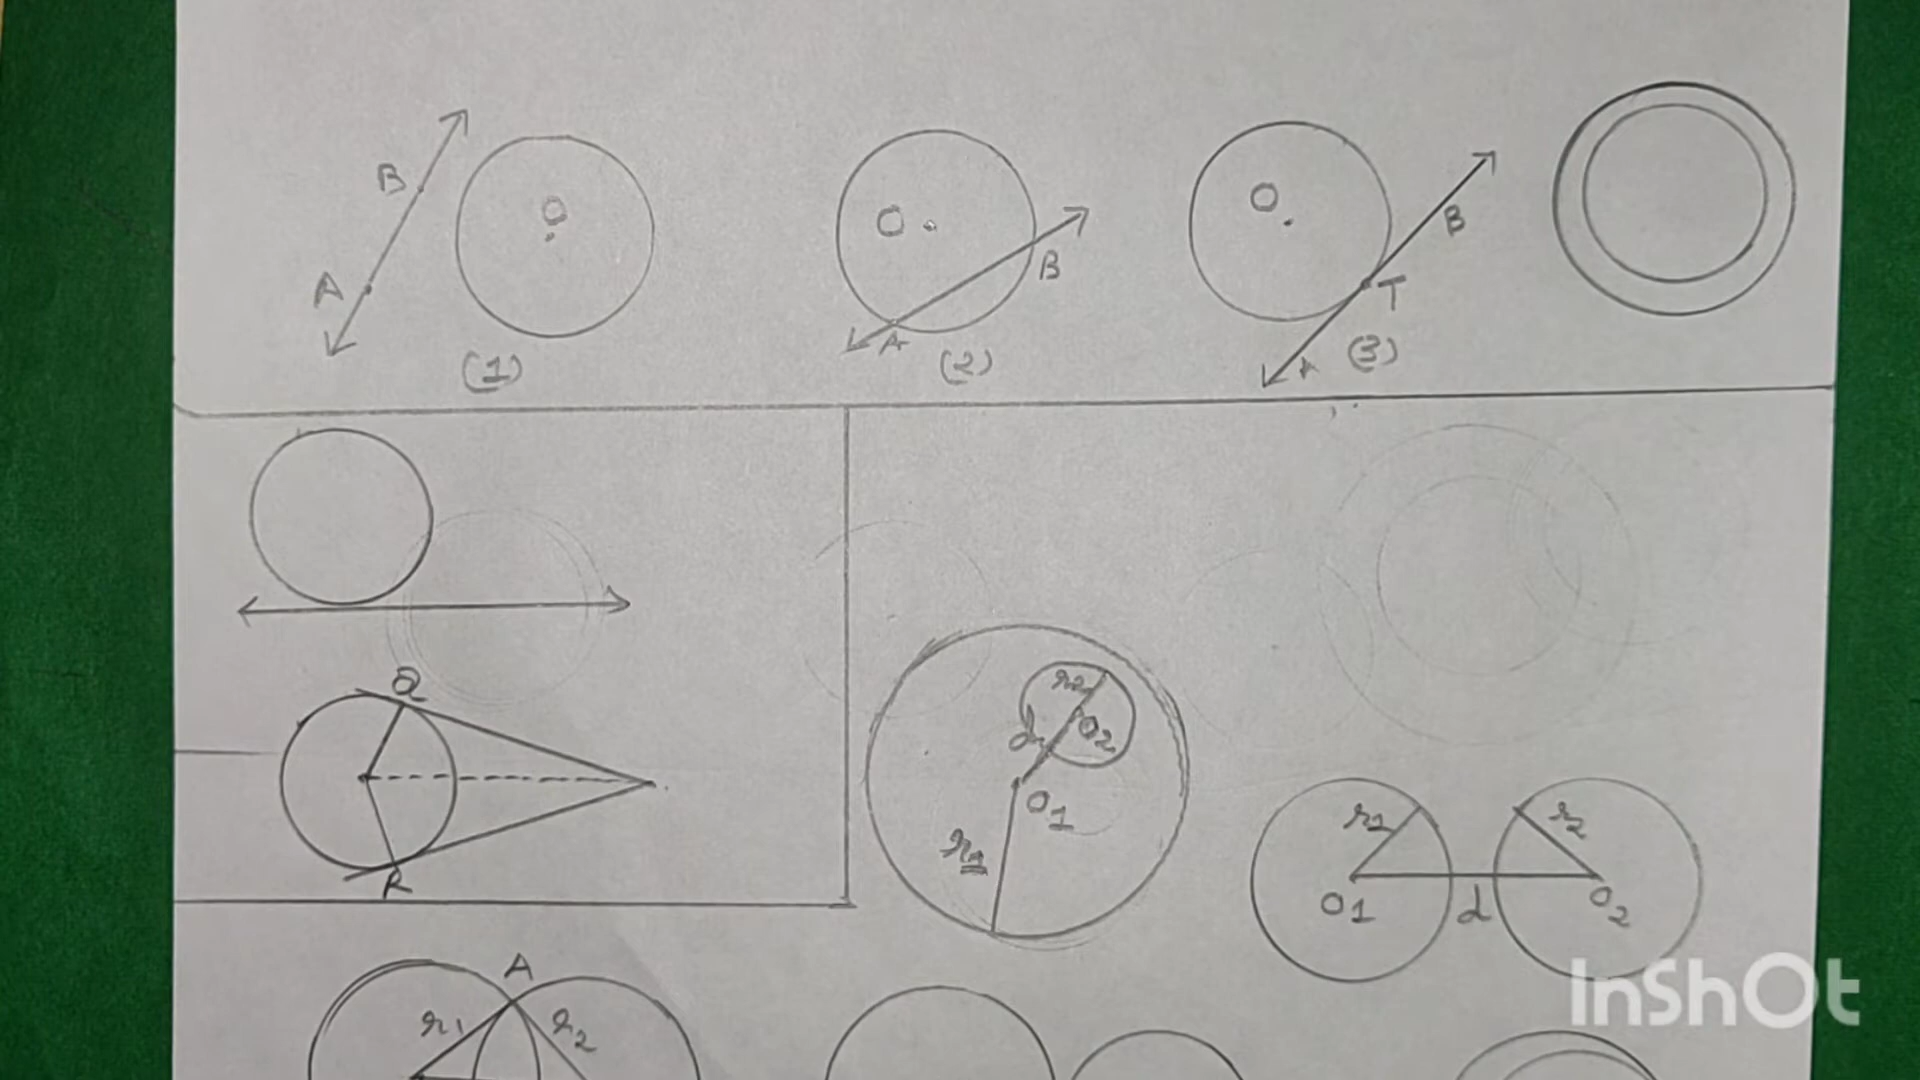 B
A
O
(1)
O
A
B
(2)
O
B
T
A
(3)
Q
R
r2
d
O2
O1
r1
r1
O1
d
r2
O2
A
r1
r2
InShOt